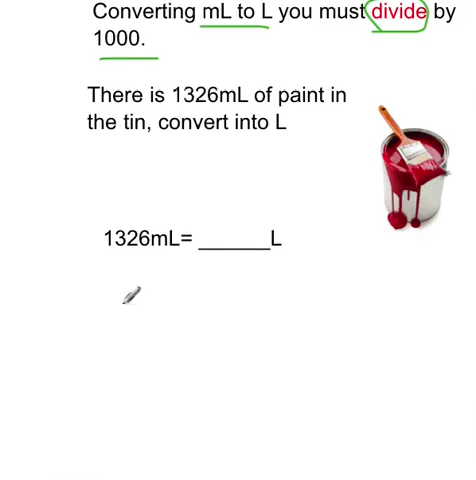 Converting mL to L you must divide by
1000.
There is 1326mL of paint in
the tin, convert into L
1326mL= ______L